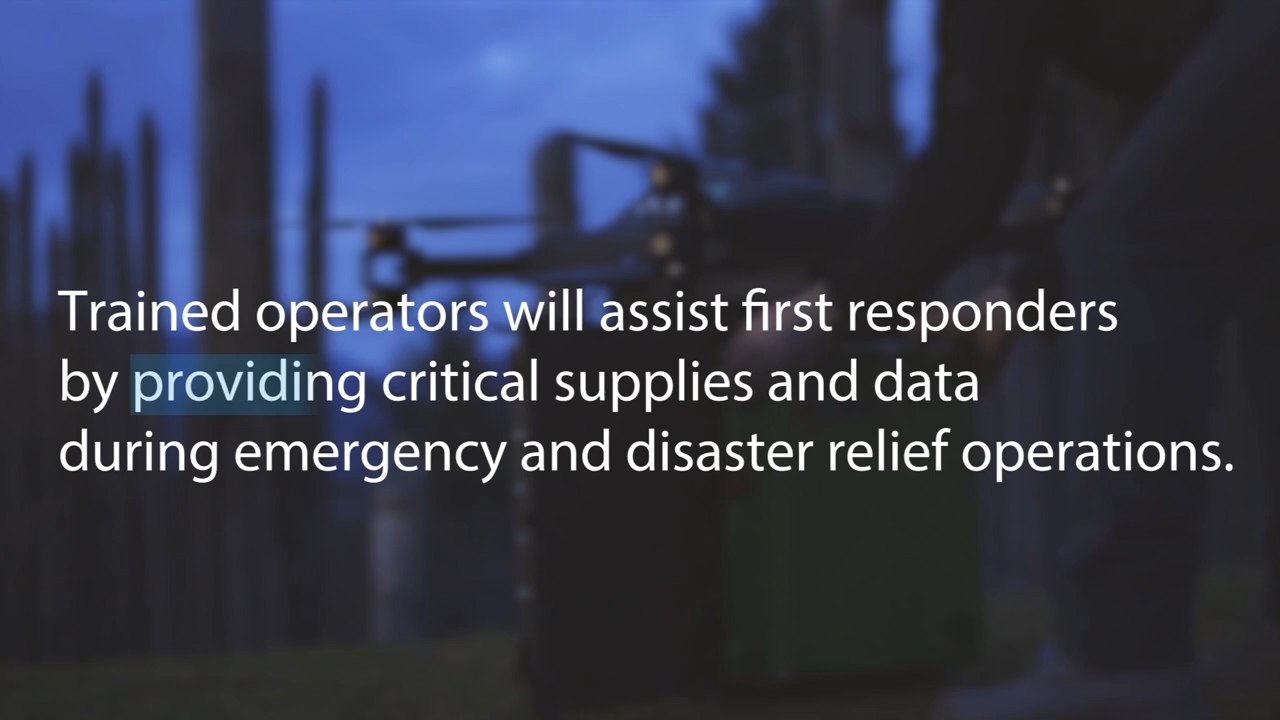 Trained operators will assist first responders
by providing critical supplies and data
during emergency and disaster relief operations.